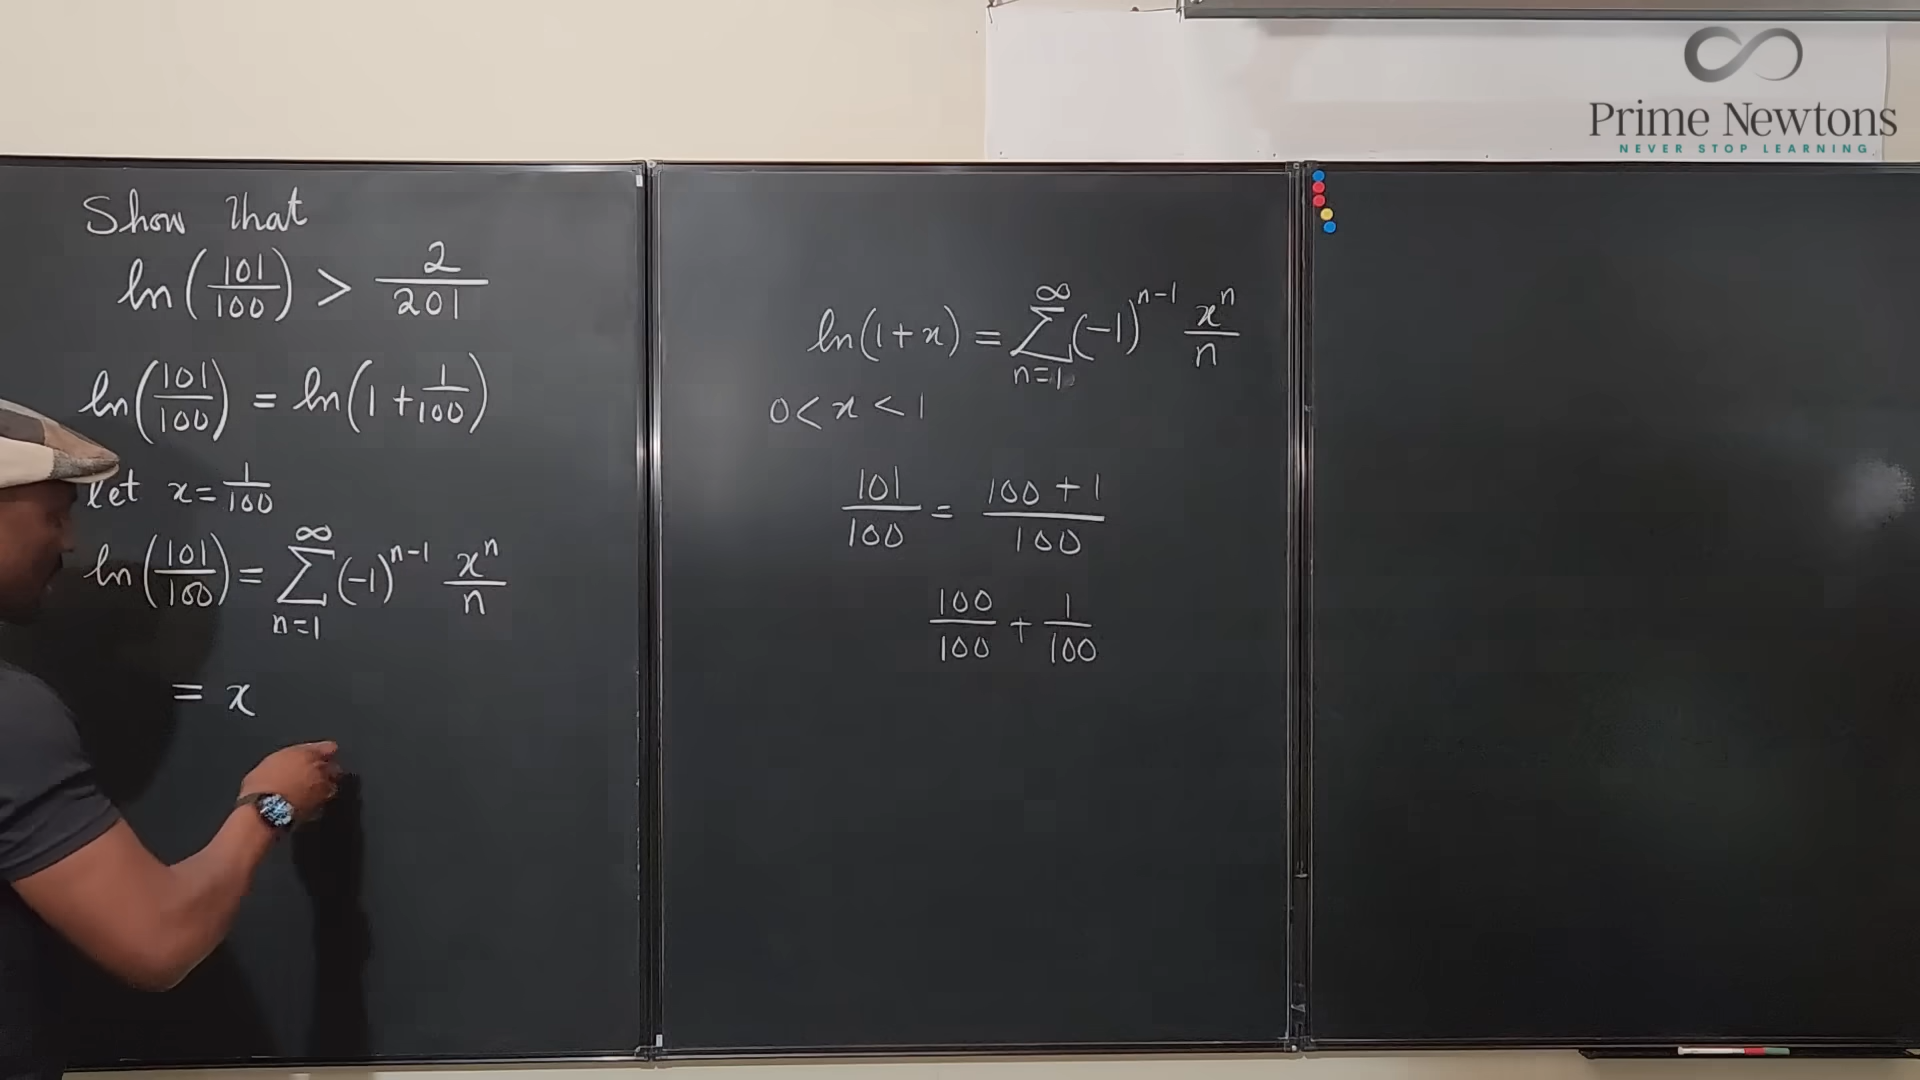 Show that
ln(101/100) > 2/201
ln(101/100) = ln(1 + 1/100)
let x = 1/100
ln(101/100) = ∑_{n=1}^{∞} (-1)^{n-1} x^n/n
= x
ln(1 + x) = ∑_{n=1}^{∞} (-1)^{n-1} x^n/n
0 < x < 1
101/100 = (100 + 1)/100
100/100 + 1/100
Prime Newtons
NEVER STOP LEARNING